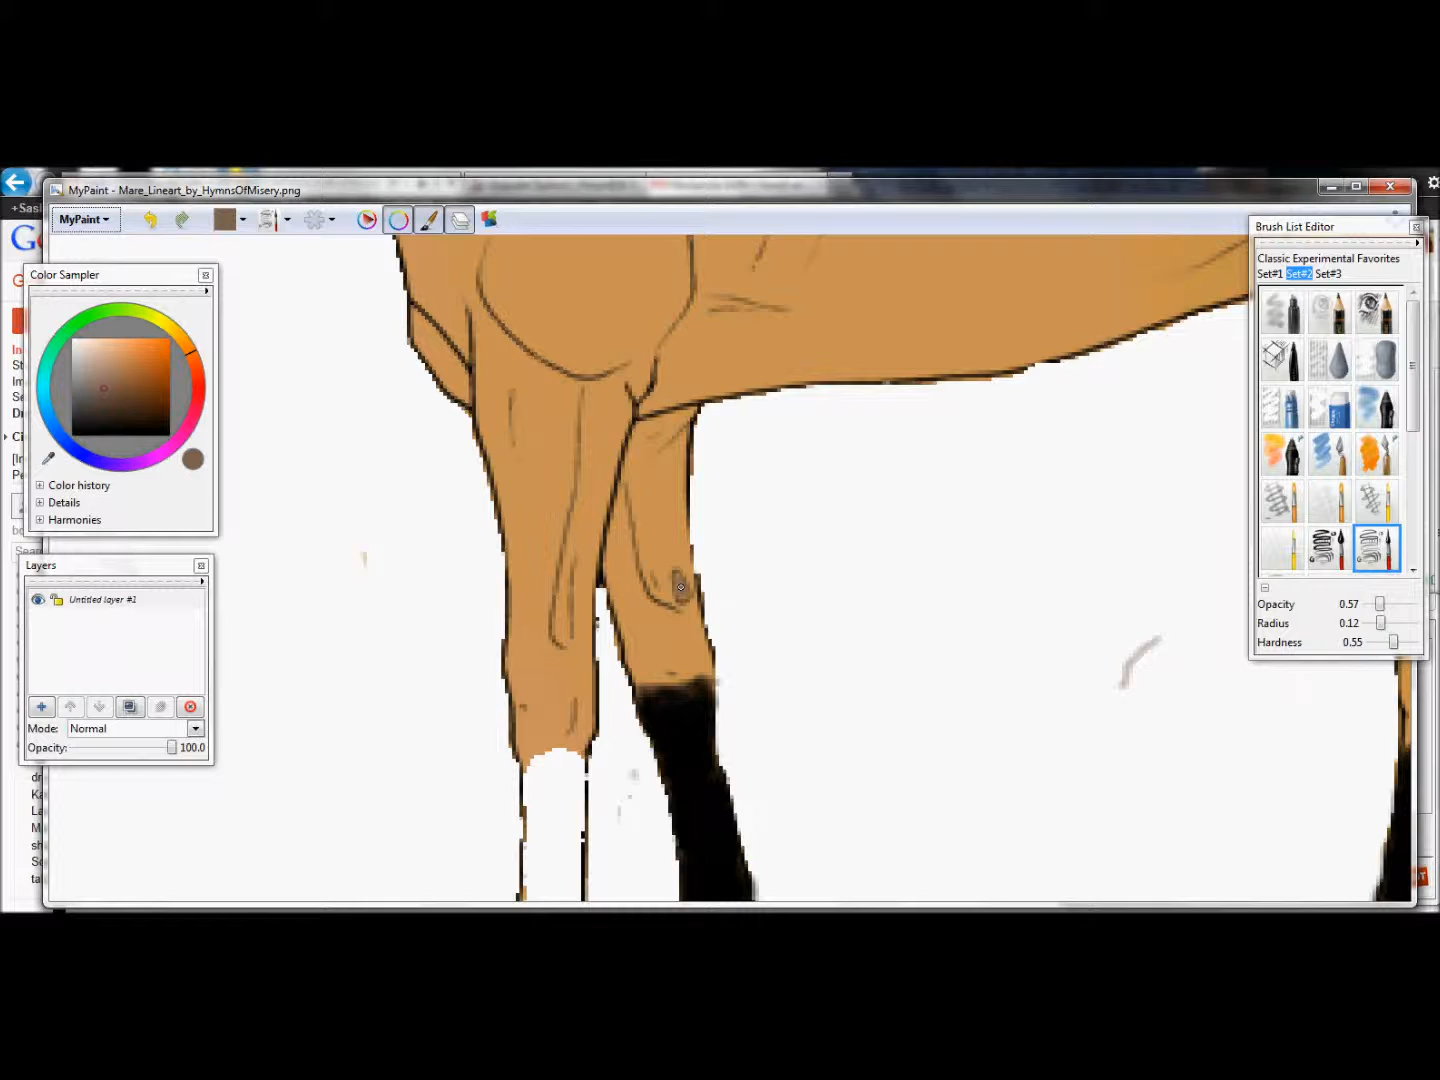 MyPaint - Mare_Lineart_by_HymnsOfMisery.png
+Sas
MyPaint
Brush List Editor
Classic Experimental Favorites
Set#1 Set#2 Set#3
Color Sampler
Color history
Details
Harmonies
Layers
Untitled layer #1
Mode: Normal
Opacity: 100.0
Opacity 0.57
Radius 0.12
Hardness 0.55